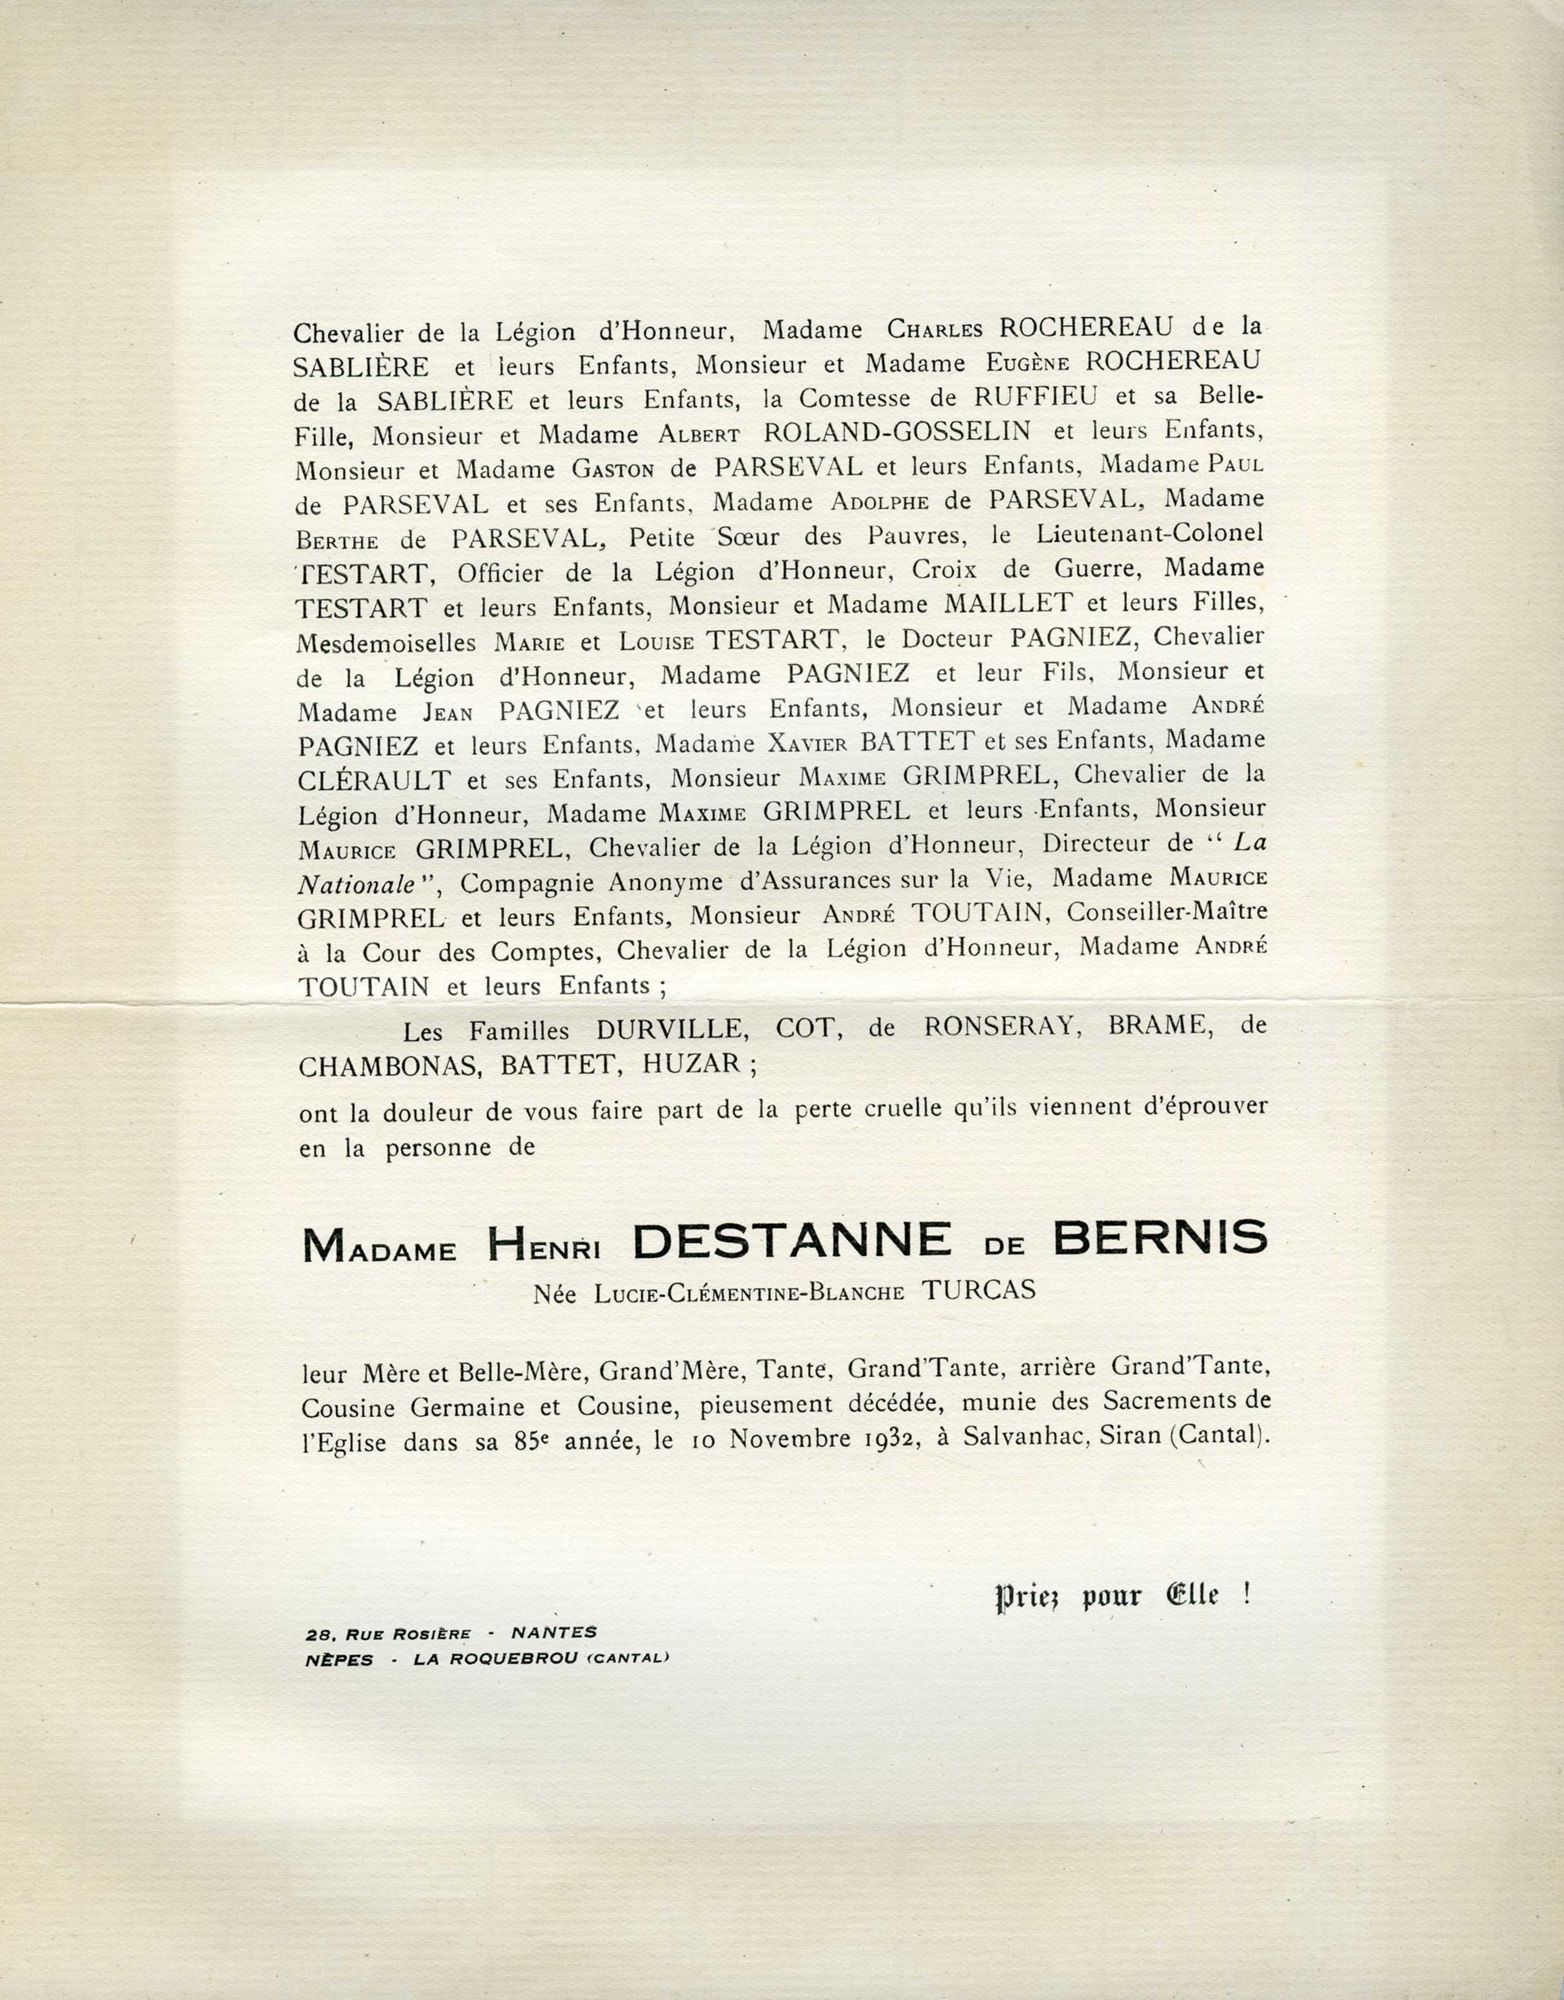 Chevalier de la Légion d'Honneur, Madame CHARLES ROCHEREAU de la
SABLIÈRE et leurs Enfants, Monsieur et Madame EUGÈNE ROCHEREAU
de la SABLIÈRE et leurs Enfants, la Comtesse de RUFFIEU et sa Belle-
Fille, Monsieur et Madame ALBERT ROLAND-GOSSELIN et leurs Enfants,
Monsieur et Madame GASTON de PARSEVAL et leurs Enfants, Madame PAUL
de PARSEVAL et ses Enfants, Madame ADOLPHE de PARSEVAL, Madame
BERTHE de PARSEVAL, Petite Sœur des Pauvres, le Lieutenant-Colonel
TESTART, Officier de la Légion d'Honneur, Croix de Guerre, Madame
TESTART et leurs Enfants, Monsieur et Madame MAILLET et leurs Filles,
Mesdemoiselles MARIE et LOUISE TESTART, le Docteur PAGNIEZ, Chevalier
de la Légion d'Honneur, Madame PAGNIEZ et leur Fils, Monsieur et
Madame JEAN PAGNIEZ et leurs Enfants, Monsieur et Madame ANDRÉ
PAGNIEZ et leurs Enfants, Madame XAVIER BATTET et ses Enfants, Madame
CLÉRAULT et ses Enfants, Monsieur MAXIME GRIMPREL, Chevalier de la
Légion d'Honneur, Madame MAXIME GRIMPREL et leurs Enfants, Monsieur
MAURICE GRIMPREL, Chevalier de la Légion d'Honneur, Directeur de “ La
Nationale ”, Compagnie Anonyme d'Assurances sur la Vie, Madame MAURICE
GRIMPREL et leurs Enfants, Monsieur ANDRÉ TOUTAIN, Conseiller-Maître
à la Cour des Comptes, Chevalier de la Légion d'Honneur, Madame ANDRÉ
TOUTAIN et leurs Enfants ;
Les Familles DURVILLE, COT, de RONSERAY, BRAME, de
CHAMBONAS, BATTET, HUZAR ;
ont la douleur de vous faire part de la perte cruelle qu'ils viennent d'éprouver
en la personne de
MADAME HENRI DESTANNE DE BERNIS
Née LUCIE-CLÉMENTINE-BLANCHE TURCAS
leur Mère et Belle-Mère, Grand'Mère, Tante, Grand'Tante, arrière Grand'Tante,
Cousine Germaine et Cousine, pieusement décédée, munie des Sacrements de
l'Eglise dans sa 85e année, le 10 Novembre 1932, à Salvanhac, Siran (Cantal).
Priez pour Elle !
28, RUE ROSIÈRE - NANTES
NÈPES - LA ROQUEBROU (CANTAL)